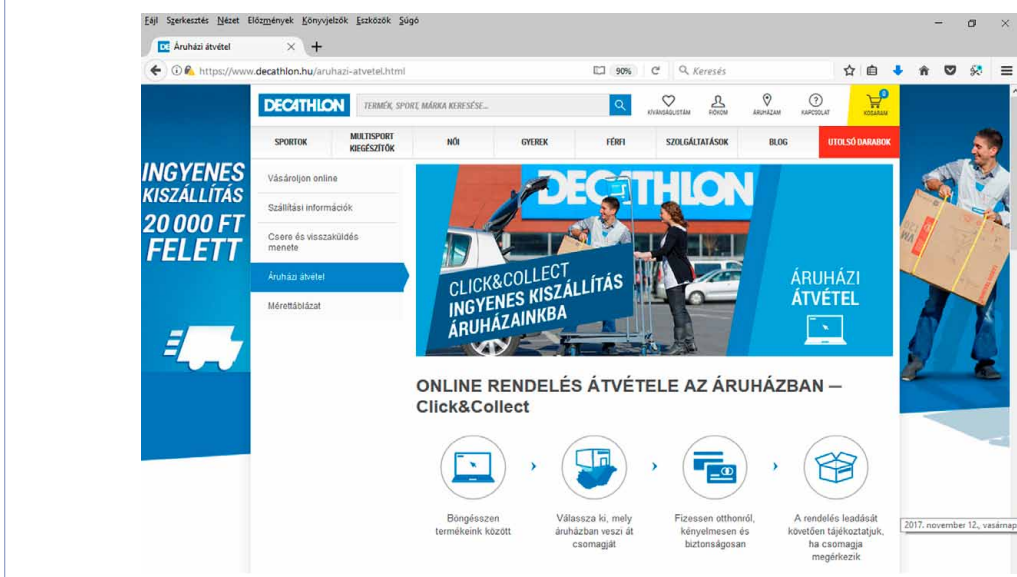 Fájl Szerkesztés Nézet Előzmények Könyvjelzők Eszközök Súgó
Áruházi átvétel
https://www.decathlon.hu/aruhazi-atvetel.html
90%
Keresés
DECATHLON
TERMÉK, SPORT, MÁRKA KERESÉSE...
KÍVÁNSÁGLISTÁM
FIÓKOM
ÁRUHÁZAM
KAPCSOLAT
0
KOSARAM
SPORTOK
MULTISPORT
KIEGÉSZÍTŐK
NŐI
GYEREK
FÉRFI
SZOLGÁLTATÁSOK
BLOG
UTOLSÓ DARABOK
INGYENES
KISZÁLLÍTÁS
20 000 FT
FELETT
Vásároljon online
Szállítási információk
Csere és visszaküldés
menete
Áruházi átvétel
Mérettáblázat
DECATHLON
CLICK&COLLECT
INGYENES KISZÁLLÍTÁS
ÁRUHÁZAINKBA
ÁRUHÁZI
ÁTVÉTEL
ONLINE RENDELÉS ÁTVÉTELE AZ ÁRUHÁZBAN —
Click&Collect
Böngésszen
termékeink között
Válassza ki, mely
áruházban veszi át
csomagját
Fizessen otthonról,
kényelmesen és
biztonságosan
A rendelés leadását
követően tájékoztatjuk,
ha csomagja
megérkezik
2017. november 12., vasárnap